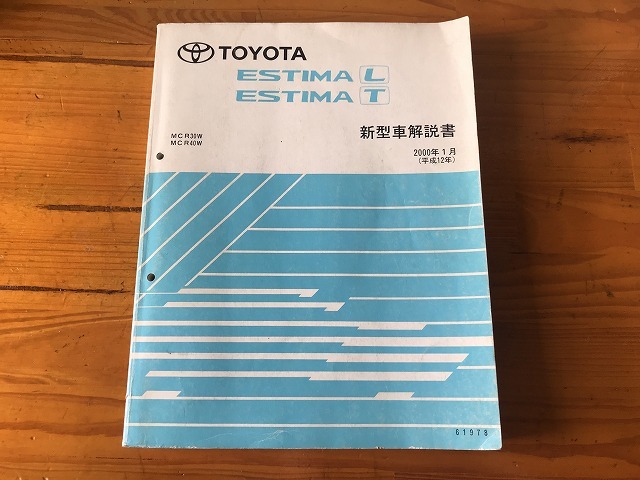 TOYOTA
ESTIMA L
ESTIMA T
MCR30W
MCR40W
新型車解説書
2000年1月
(平成12年)
61978